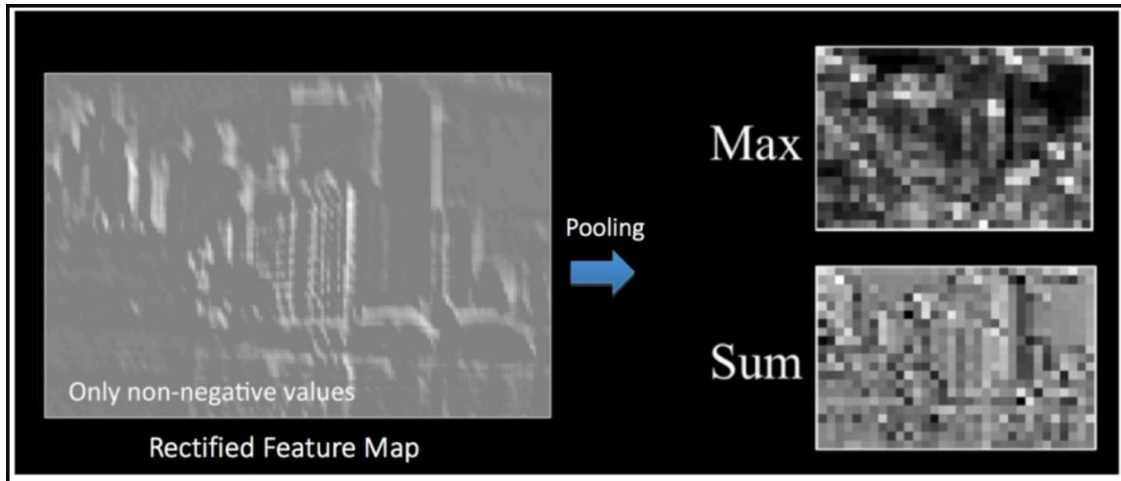 Only non-negative values
Rectified Feature Map
Pooling
Max
Sum